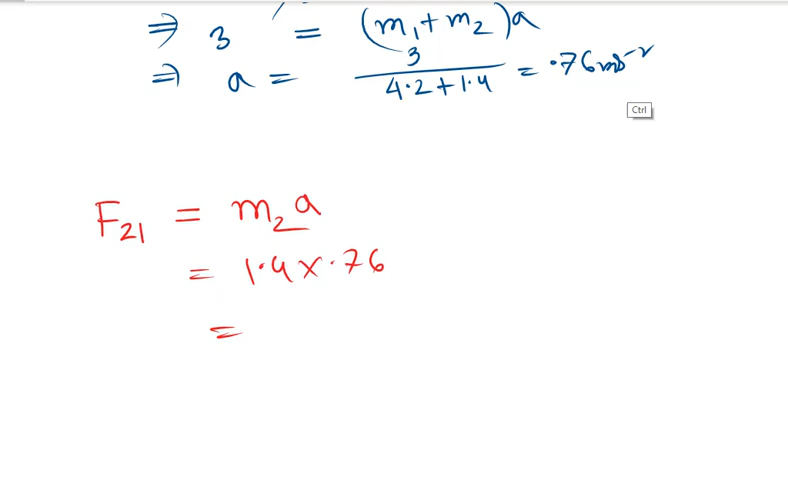 ⇒ 3 = (m₁+m₂)a
⇒ a = 3 / 4.2+1.4 = .76ms⁻²
Ctrl
F₂₁ = m₂a
= 1.4×.76
=